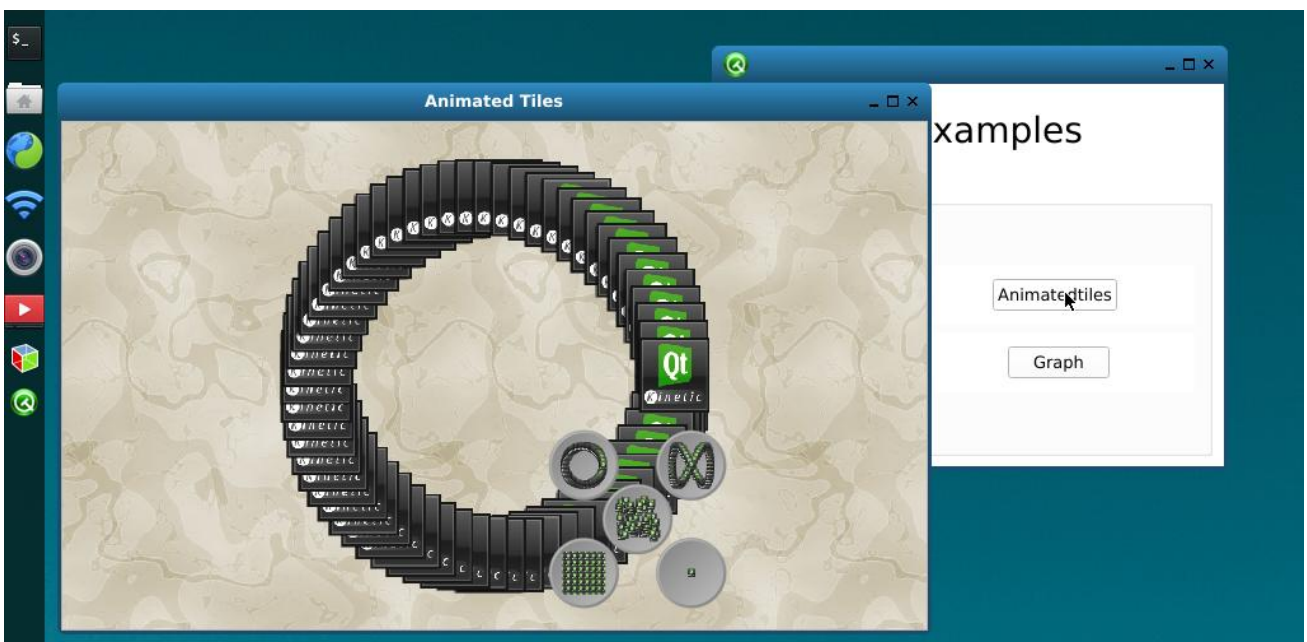 $_
Animated Tiles
xamples
Animatedtiles
Graph
Qt
Kinetic